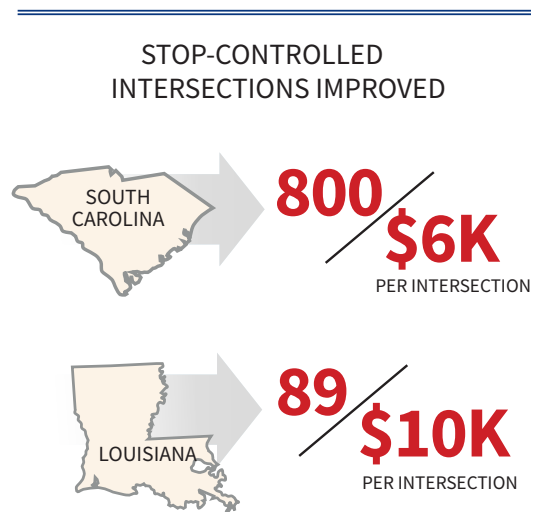 STOP-CONTROLLED
INTERSECTIONS IMPROVED
SOUTH
CAROLINA
800
$6K
PER INTERSECTION
LOUISIANA
89
$10K
PER INTERSECTION